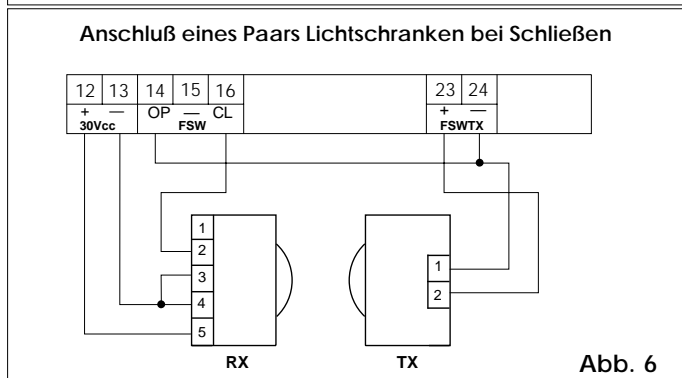 Anschluß eines Paars Lichtschranken bei Schließen
12 13 14 15 16 23 24
+ — OP — CL + —
30Vcc FSW FSWTX
1
2
3
4
5
1
2
RX TX
Abb. 6